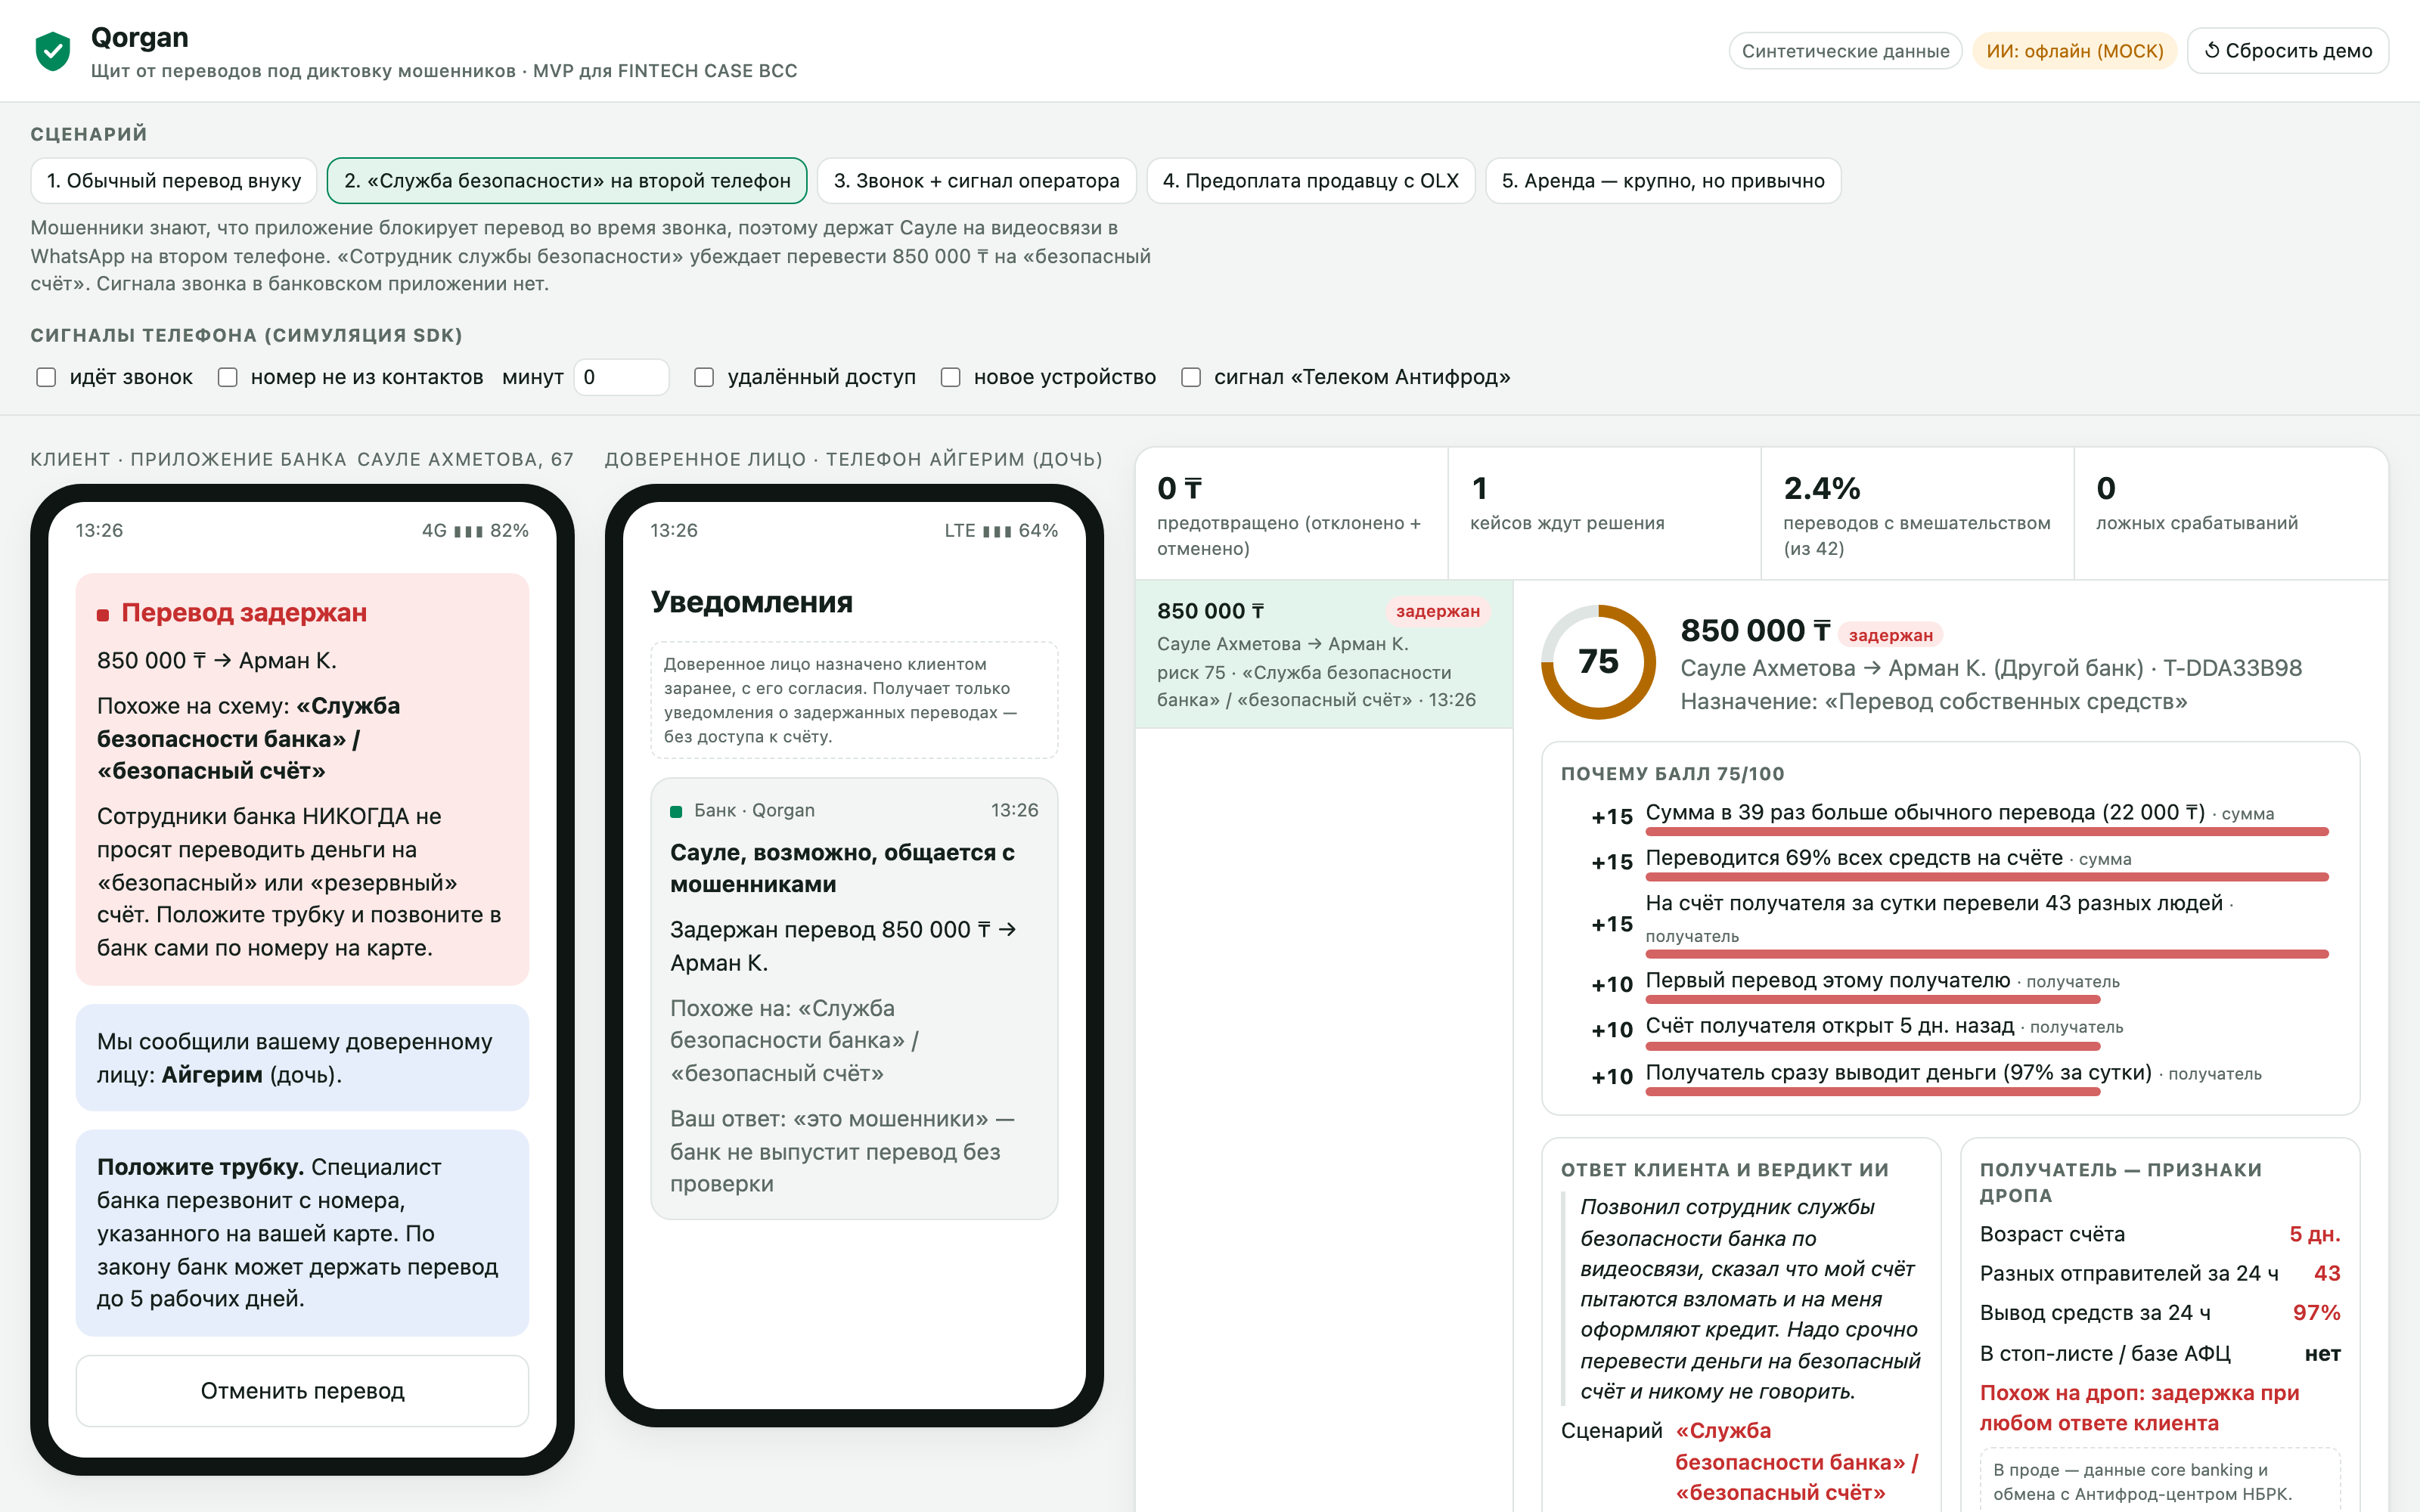 Qorgan
Щит от переводов под диктовку мошенников · MVP для FINTECH CASE BCC
Синтетические данные
ИИ: офлайн (МОСК)
Сбросить демо
СЦЕНАРИЙ
1. Обычный перевод внуку
2. «Служба безопасности» на второй телефон
3. Звонок + сигнал оператора
4. Предоплата продавцу с OLX
5. Аренда — крупно, но привычно
Мошенники знают, что приложение блокирует перевод во время звонка, поэтому держат Сауле на видеосвязи в
WhatsApp на втором телефоне. «Сотрудник службы безопасности» убеждает перевести 850 000 ₸ на «безопасный
счёт». Сигнала звонка в банковском приложении нет.
СИГНАЛЫ ТЕЛЕФОНА (СИМУЛЯЦИЯ SDK)
идёт звонок
номер не из контактов
минут 0
удалённый доступ
новое устройство
сигнал «Телеком Антифрод»
КЛИЕНТ · ПРИЛОЖЕНИЕ БАНКА САУЛЕ АХМЕТОВА, 67
13:26 4G 82%
Перевод задержан
850 000 ₸ → Арман К.
Похоже на схему: «Служба
безопасности банка» /
«безопасный счёт»
Сотрудники банка НИКОГДА не
просят переводить деньги на
«безопасный» или «резервный»
счёт. Положите трубку и позвоните в
банк сами по номеру на карте.
Мы сообщили вашему доверенному
лицу: Айгерим (дочь).
Положите трубку. Специалист
банка перезвонит с номера,
указанного на вашей карте. По
закону банк может держать перевод
до 5 рабочих дней.
Отменить перевод
ДОВЕРЕННОЕ ЛИЦО · ТЕЛЕФОН АЙГЕРИМ (ДОЧЬ)
13:26 LTE 64%
Уведомления
Доверенное лицо назначено клиентом
заранее, с его согласия. Получает только
уведомления о задержанных переводах —
без доступа к счёту.
Банк · Qorgan 13:26
Сауле, возможно, общается с
мошенниками
Задержан перевод 850 000 ₸ →
Арман К.
Похоже на: «Служба
безопасности банка» /
«безопасный счёт»
Ваш ответ: «это мошенники» —
банк не выпустит перевод без
проверки
0 ₸
предотвращено (отклонено +
отменено)
1
кейсов ждут решения
2.4%
переводов с вмешательством
(из 42)
0
ложных срабатываний
850 000 ₸ задержан
Сауле Ахметова → Арман К.
риск 75 · «Служба безопасности
банка» / «безопасный счёт» · 13:26
75
850 000 ₸ задержан
Сауле Ахметова → Арман К. (Другой банк) · T-DDA33B98
Назначение: «Перевод собственных средств»
ПОЧЕМУ БАЛЛ 75/100
+15 Сумма в 39 раз больше обычного перевода (22 000 ₸) · сумма
+15 Переводится 69% всех средств на счёте · сумма
+15 На счёт получателя за сутки перевели 43 разных людей ·
получатель
+10 Первый перевод этому получателю · получатель
+10 Счёт получателя открыт 5 дн. назад · получатель
+10 Получатель сразу выводит деньги (97% за сутки) · получатель
ОТВЕТ КЛИЕНТА И ВЕРДИКТ ИИ
Позвонил сотрудник службы
безопасности банка по
видеосвязи, сказал что мой счёт
пытаются взломать и на меня
оформляют кредит. Надо срочно
перевести деньги на безопасный
счёт и никому не говорить.
Сценарий «Служба
безопасности банка» /
«безопасный счёт»
ПОЛУЧАТЕЛЬ — ПРИЗНАКИ
ДРОПА
Возраст счёта 5 дн.
Разных отправителей за 24 ч 43
Вывод средств за 24 ч 97%
В стоп-листе / базе АФЦ нет
Похож на дроп: задержка при
любом ответе клиента
В проде — данные core banking и
обмена с Антифрод-центром НБРК.